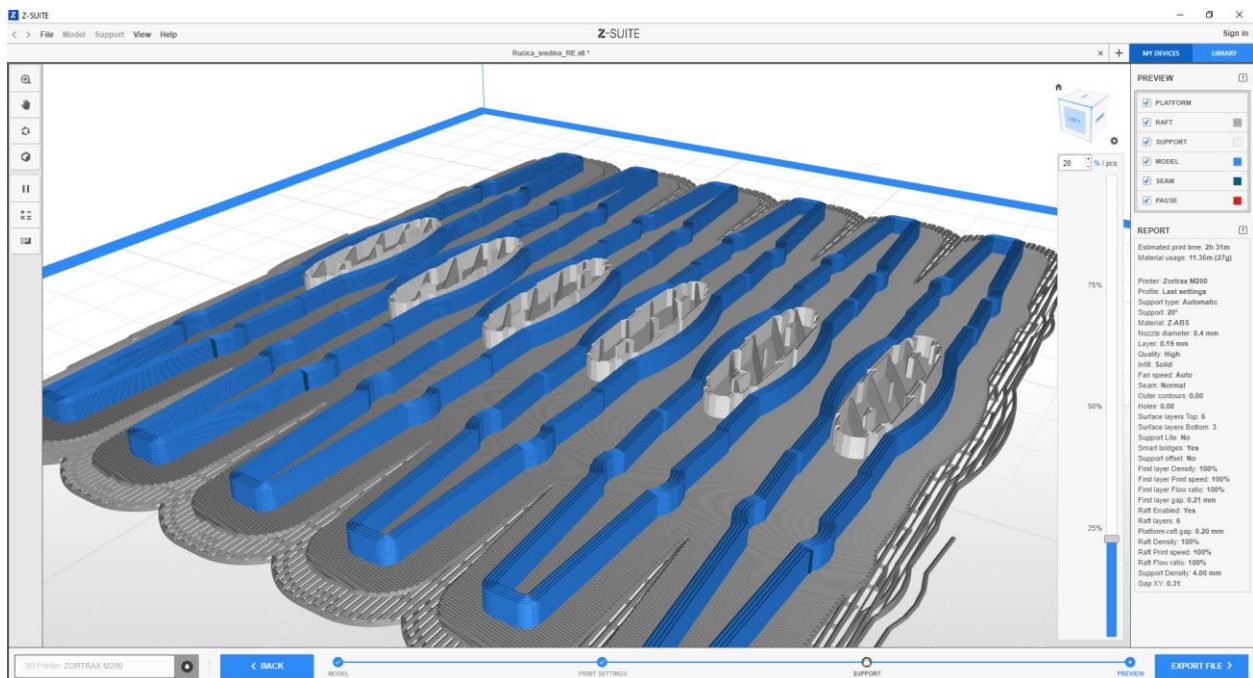 Z-SUITE
File Model Support View Help
Z-SUITE
Sign in
Rucica_sredina_RE.stl *
MY DEVICES
LIBRARY
PREVIEW
PLATFORM
RAFT
SUPPORT
MODEL
SEAM
PAUSE
LEFT
20 % / pcs
75%
50%
25%
REPORT
Estimated print time: 2h 31m
Material usage: 11.35m (27g)
Printer: Zortrax M200
Profile: Last settings
Support type: Automatic
Support: 20°
Material: Z-ABS
Nozzle diameter: 0.4 mm
Layer: 0.19 mm
Quality: High
Infill: Solid
Fan speed: Auto
Seam: Normal
Outer contours: 0.00
Holes: 0.00
Surface layers Top: 6
Surface layers Bottom: 3
Support Lite: No
Smart bridges: Yes
Support offset: No
First layer Density: 100%
First layer Print speed: 100%
First layer Flow ratio: 100%
First layer gap: 0.21 mm
Raft Enabled: Yes
Raft layers: 6
Platform-raft gap: 0.20 mm
Raft Density: 100%
Raft Print speed: 100%
Raft Flow ratio: 100%
Support Density: 4.00 mm
Gap XY: 0.31
3D Printer: ZORTRAX M200
BACK
MODEL
PRINT SETTINGS
SUPPORT
PREVIEW
EXPORT FILE